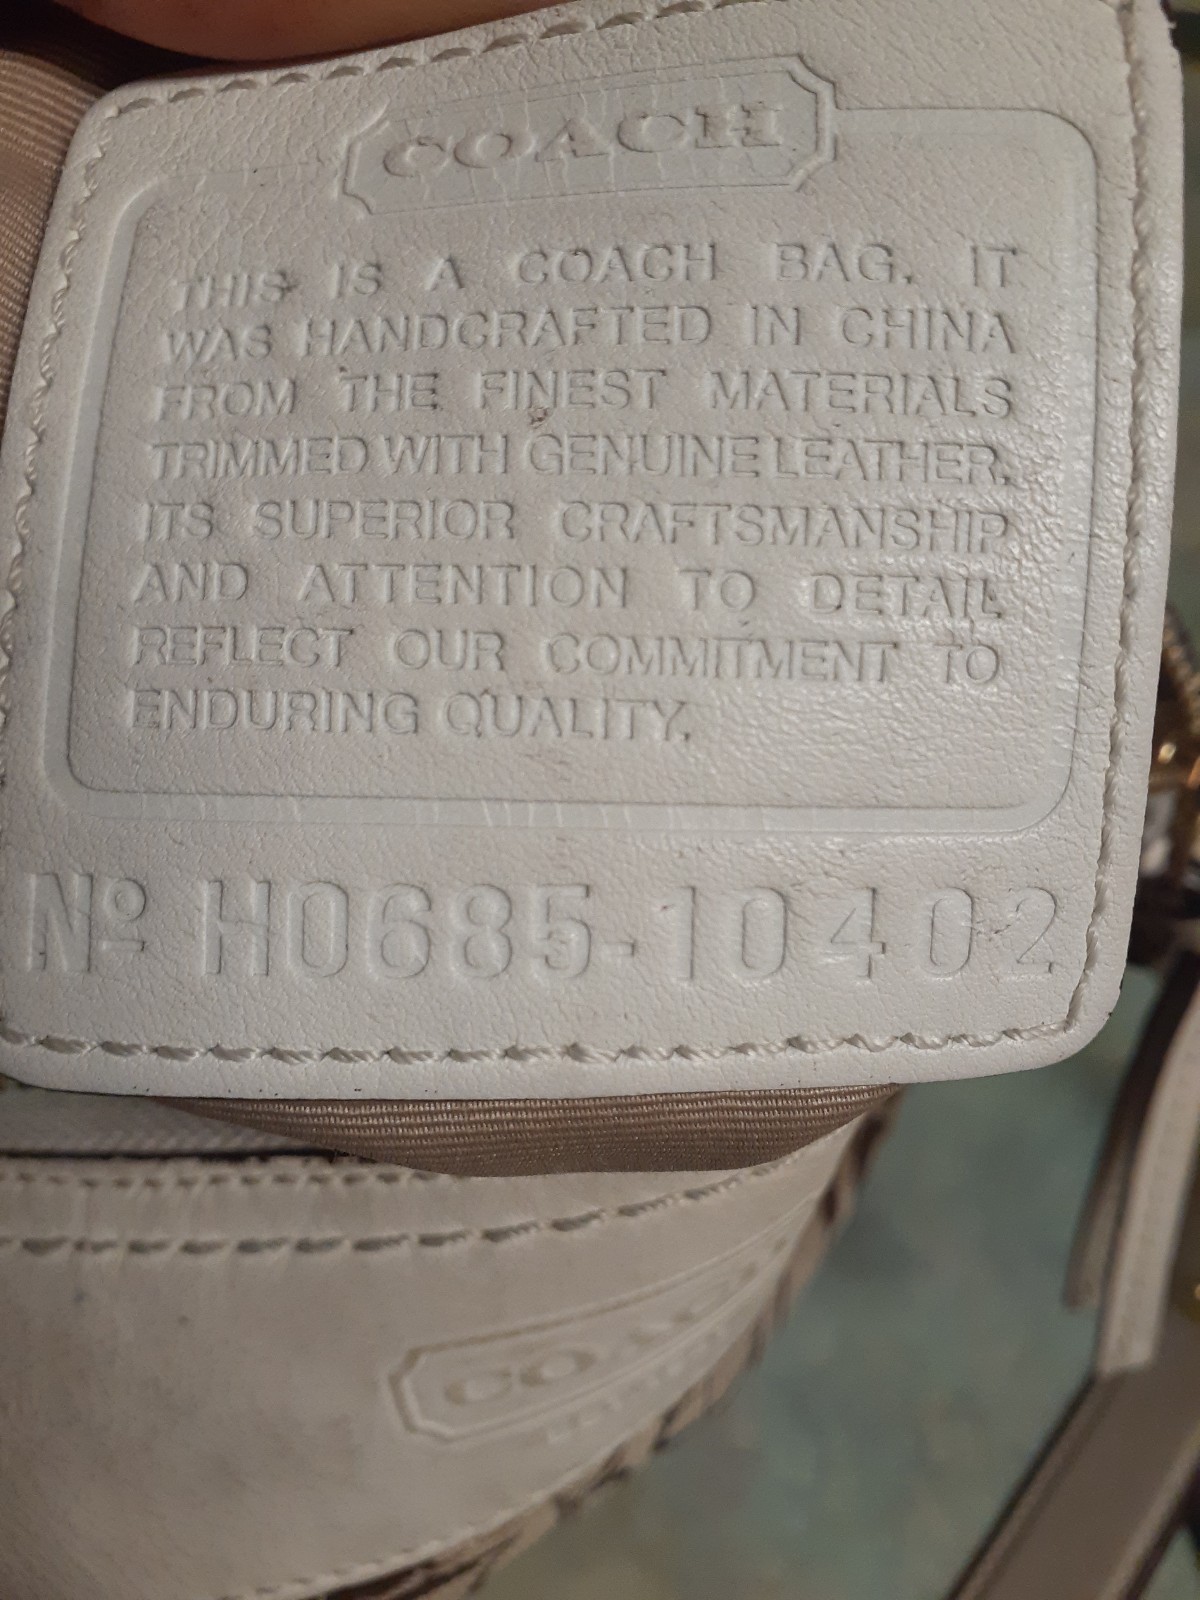 COACH
THIS IS A COACH BAG. IT
WAS HANDCRAFTED IN CHINA
FROM THE FINEST MATERIALS
TRIMMED WITH GENUINE LEATHER.
ITS SUPERIOR CRAFTSMANSHIP
AND ATTENTION TO DETAIL
REFLECT OUR COMMITMENT TO
ENDURING QUALITY.
Nº H0685-10402
COACH